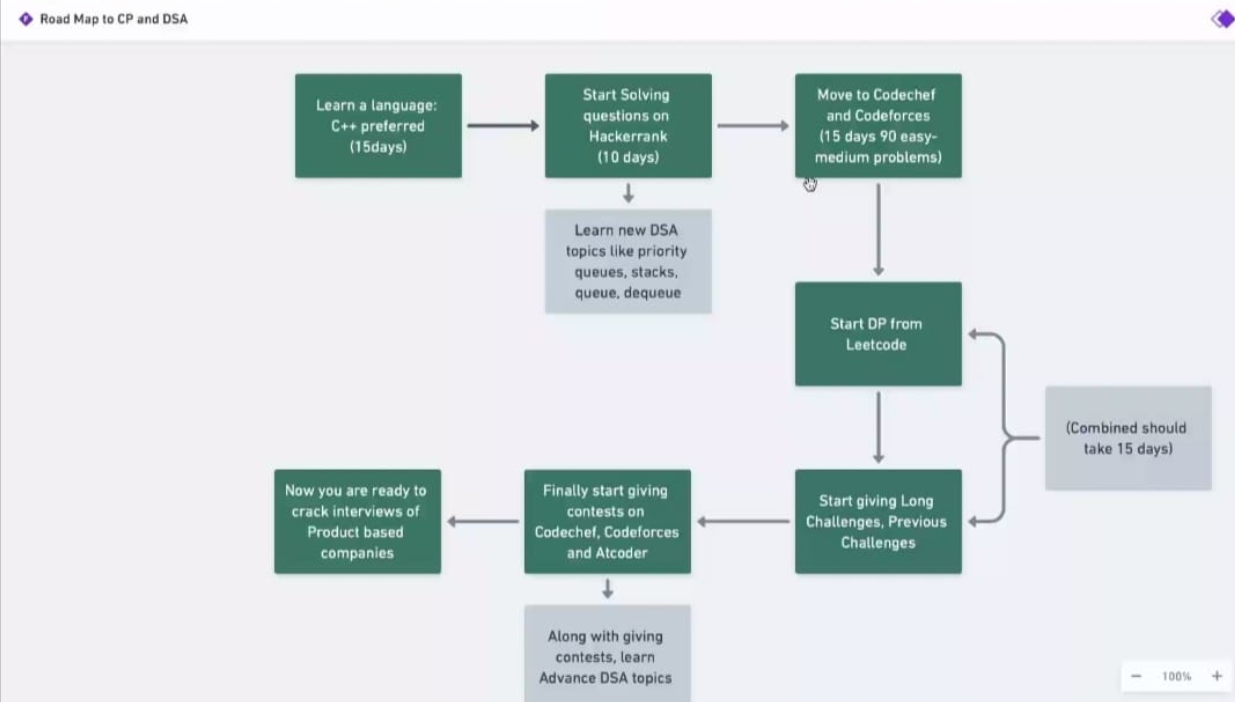 Road Map to CP and DSA
Learn a language:
C++ preferred
(15days)
Start Solving
questions on
Hackerrank
(10 days)
Move to Codechef
and Codeforces
(15 days 90 easy-
medium problems)
Learn new DSA
topics like priority
queues, stacks,
queue, dequeue
Start DP from
Leetcode
(Combined should
take 15 days)
Start giving Long
Challenges, Previous
Challenges
Finally start giving
contests on
Codechef, Codeforces
and Atcoder
Now you are ready to
crack interviews of
Product based
companies
Along with giving
contests, learn
Advance DSA topics
− 100% +